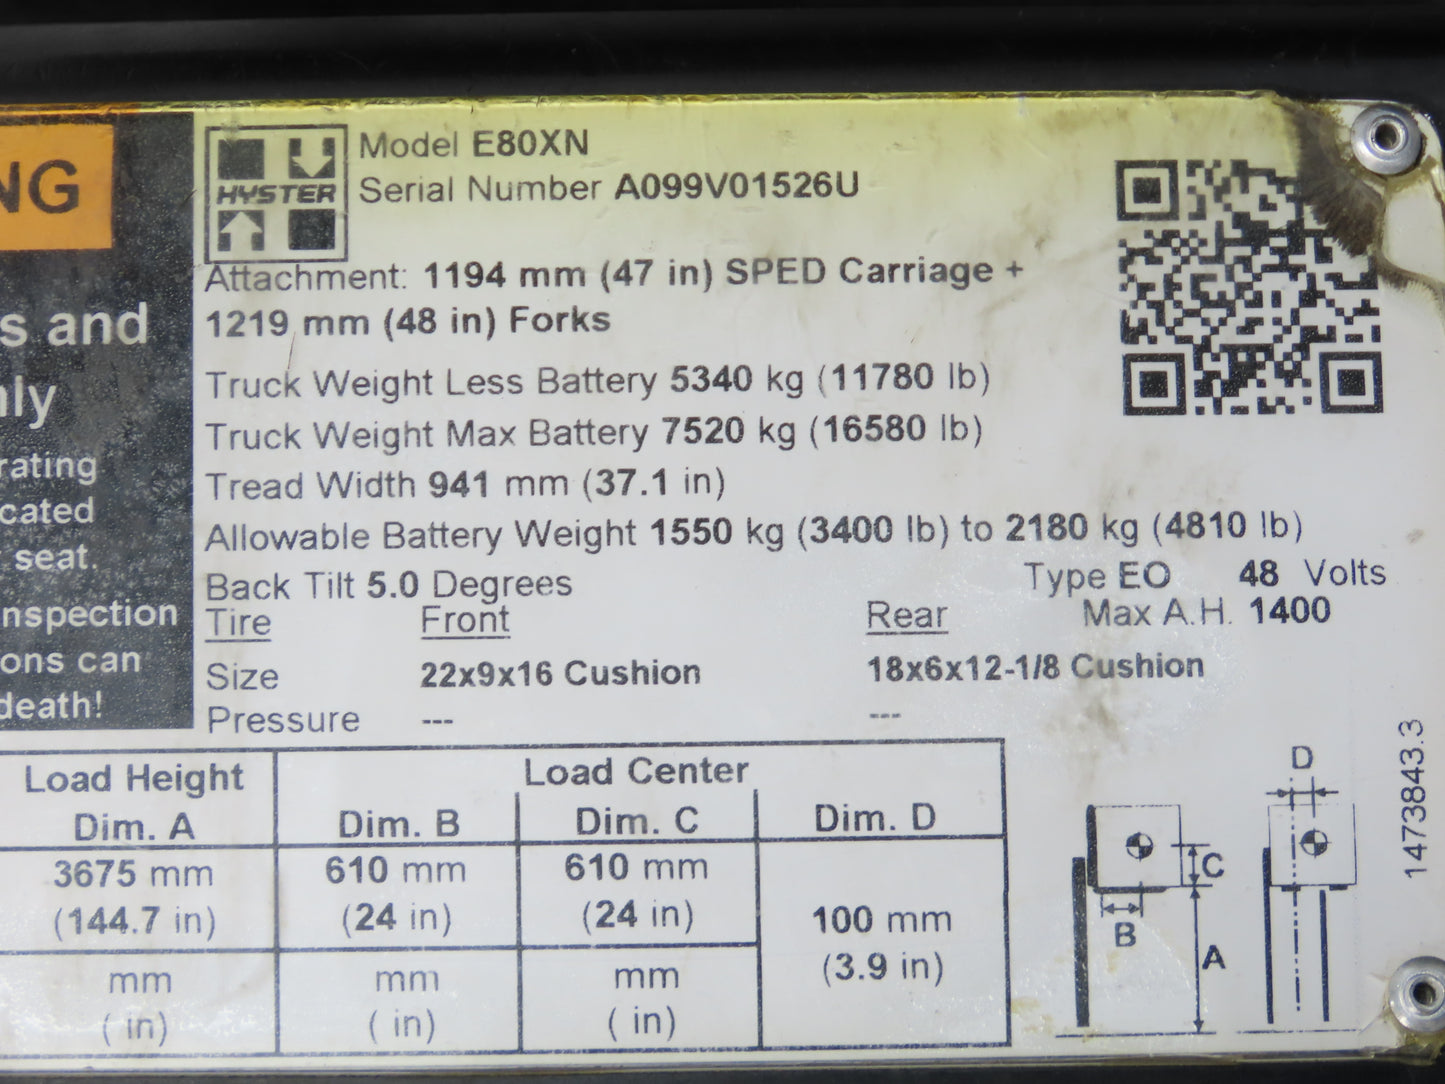 NG
s and
nly
rating
cated
seat.
nspection
ons can
death!
HYSTER
Model E80XN
Serial Number A099V01526U
Attachment: 1194 mm (47 in) SPED Carriage +
1219 mm (48 in) Forks
Truck Weight Less Battery 5340 kg (11780 lb)
Truck Weight Max Battery 7520 kg (16580 lb)
Tread Width 941 mm (37.1 in)
Allowable Battery Weight 1550 kg (3400 lb) to 2180 kg (4810 lb)
Back Tilt 5.0 Degrees
Type EO 48 Volts
Max A.H. 1400
Tire Front Rear
Size 22x9x16 Cushion 18x6x12-1/8 Cushion
Pressure --- ---
Load Height Load Center
Dim. A Dim. B Dim. C Dim. D
3675 mm 610 mm 610 mm
(144.7 in) (24 in) (24 in)
100 mm
(3.9 in)
mm mm mm
( in) ( in) ( in)
D
C
B
A
1473843.3